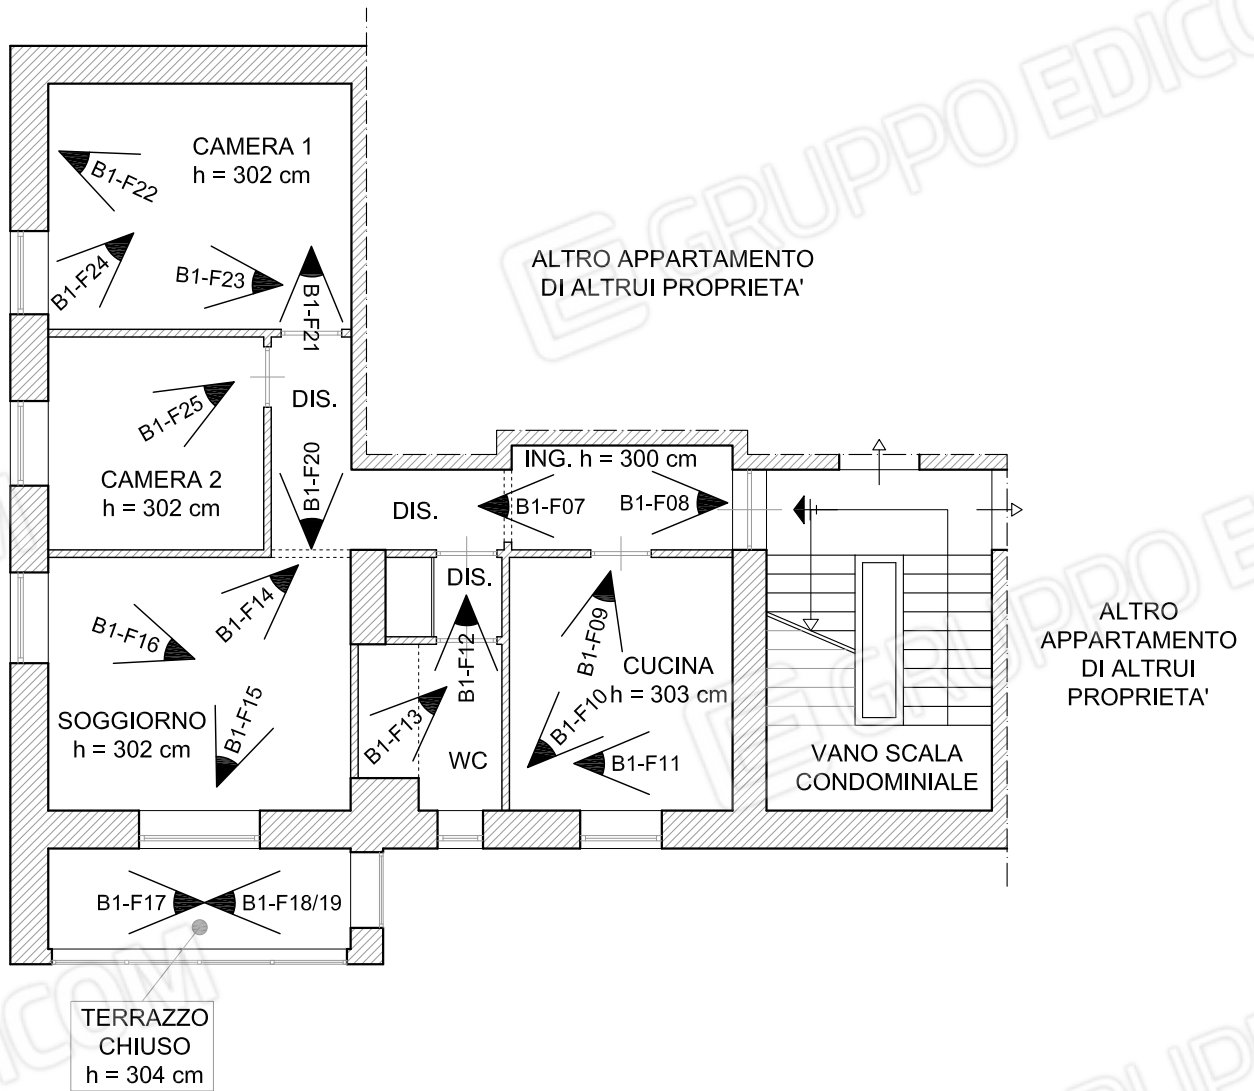 GRUPPO EDICOM
CAMERA 1
h = 302 cm
B1-F22
B1-F24
B1-F23
B1-F21
ALTRO APPARTAMENTO
DI ALTRUI PROPRIETA'
B1-F25
DIS.
CAMERA 2
h = 302 cm
B1-F20
ING. h = 300 cm
DIS.
B1-F07
B1-F08
DIS.
B1-F14
B1-F16
B1-F12
B1-F09
CUCINA
h = 303 cm
ALTRO
APPARTAMENTO
DI ALTRUI
PROPRIETA'
SOGGIORNO
h = 302 cm
B1-F15
B1-F13
WC
B1-F10
B1-F11
VANO SCALA
CONDOMINIALE
GRUPPO EDICOM
B1-F17
B1-F18/19
TERRAZZO
CHIUSO
h = 304 cm
EDICOM
GRUPPO